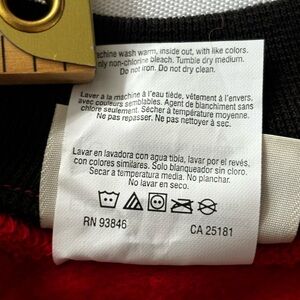 chine wash warm, inside out, with like colors.
nly non-chlorine bleach. Tumble dry medium.
Do not iron. Do not dry clean.
Laver à la machine à l'eau tiède, vêtement à l'envers,
avec couleurs semblables. Agent de blanchiment sans
chlore seulement. Sécher à température moyenne.
Ne pas repasser. Ne pas nettoyer à sec.
Lavar en lavadora con agua tibia, lavar por el revés,
con colores similares. Solo blanqueador sin cloro.
Secar a temperatura media. No planchar.
No lavar en seco.
RN 93846 CA 25181